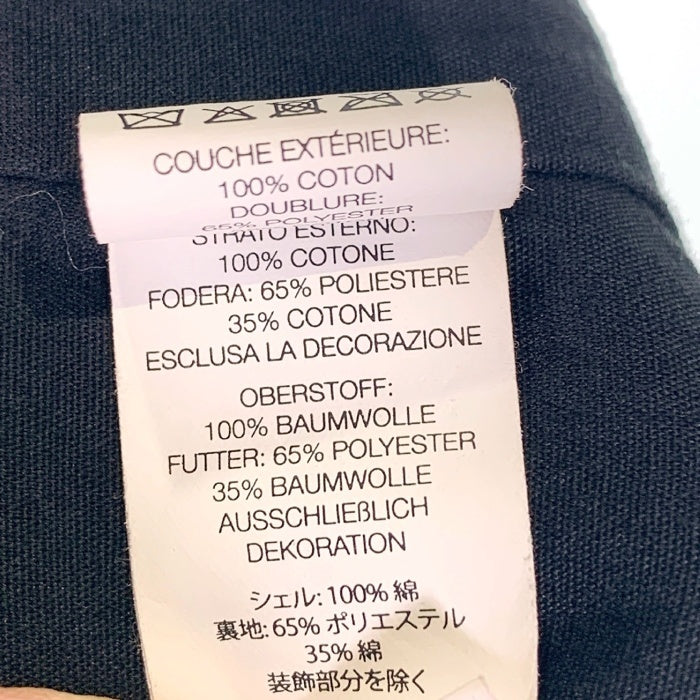 COUCHE EXTÉRIEURE:
100% COTON
DOUBLURE:
65% POLYESTER
STRATO ESTERNO:
100% COTONE
FODERA: 65% POLIESTERE
35% COTONE
ESCLUSA LA DECORAZIONE
OBERSTOFF:
100% BAUMWOLLE
FUTTER: 65% POLYESTER
35% BAUMWOLLE
AUSSCHLIEßLICH
DEKORATION
シェル: 100% 綿
裏地: 65% ポリエステル
35% 綿
装飾部分を除く